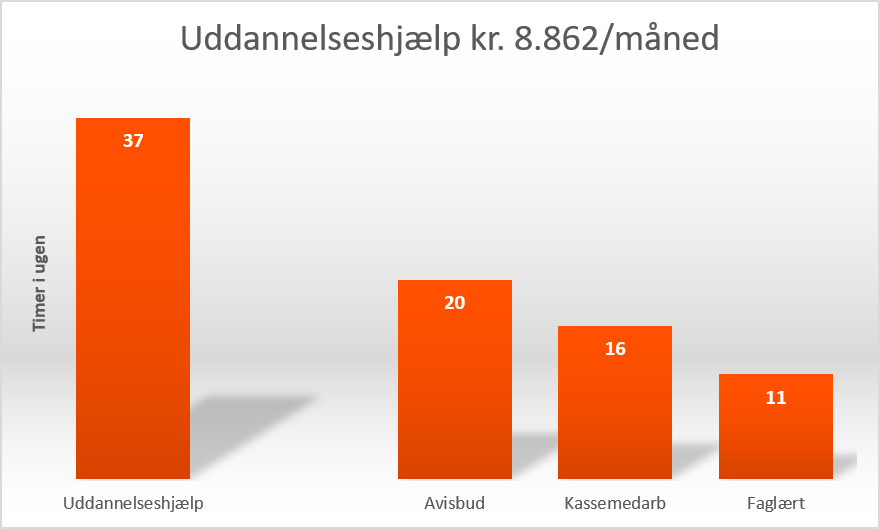 Uddannelseshjælp kr. 8.862/måned
Timer i ugen
37
20
16
11
Uddannelseshjælp
Avisbud
Kassemedarb
Faglært